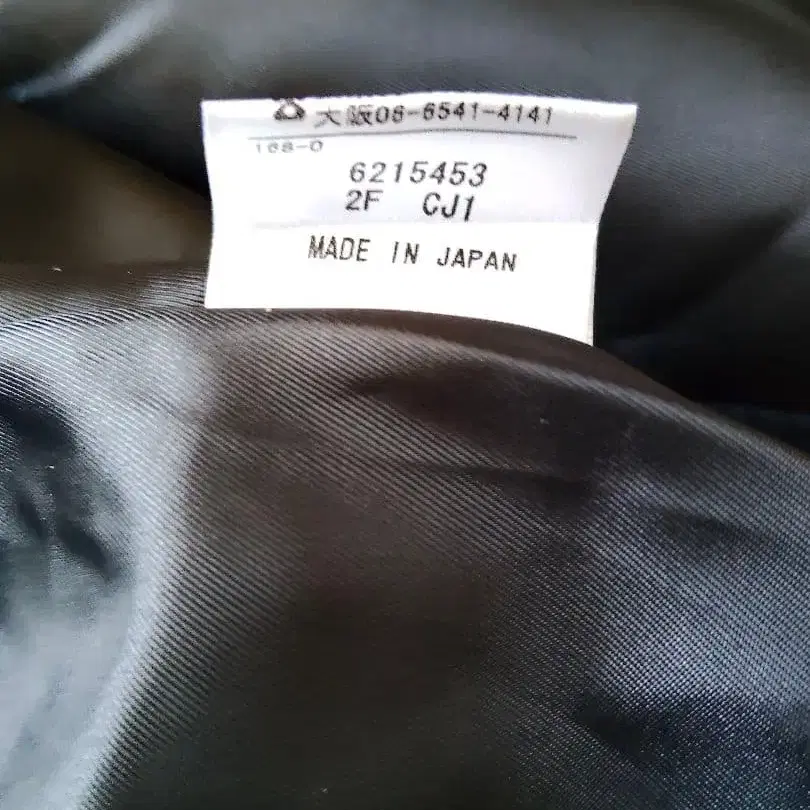 大阪06-6541-4141
168-0
6215453
2F CJ1
MADE IN JAPAN